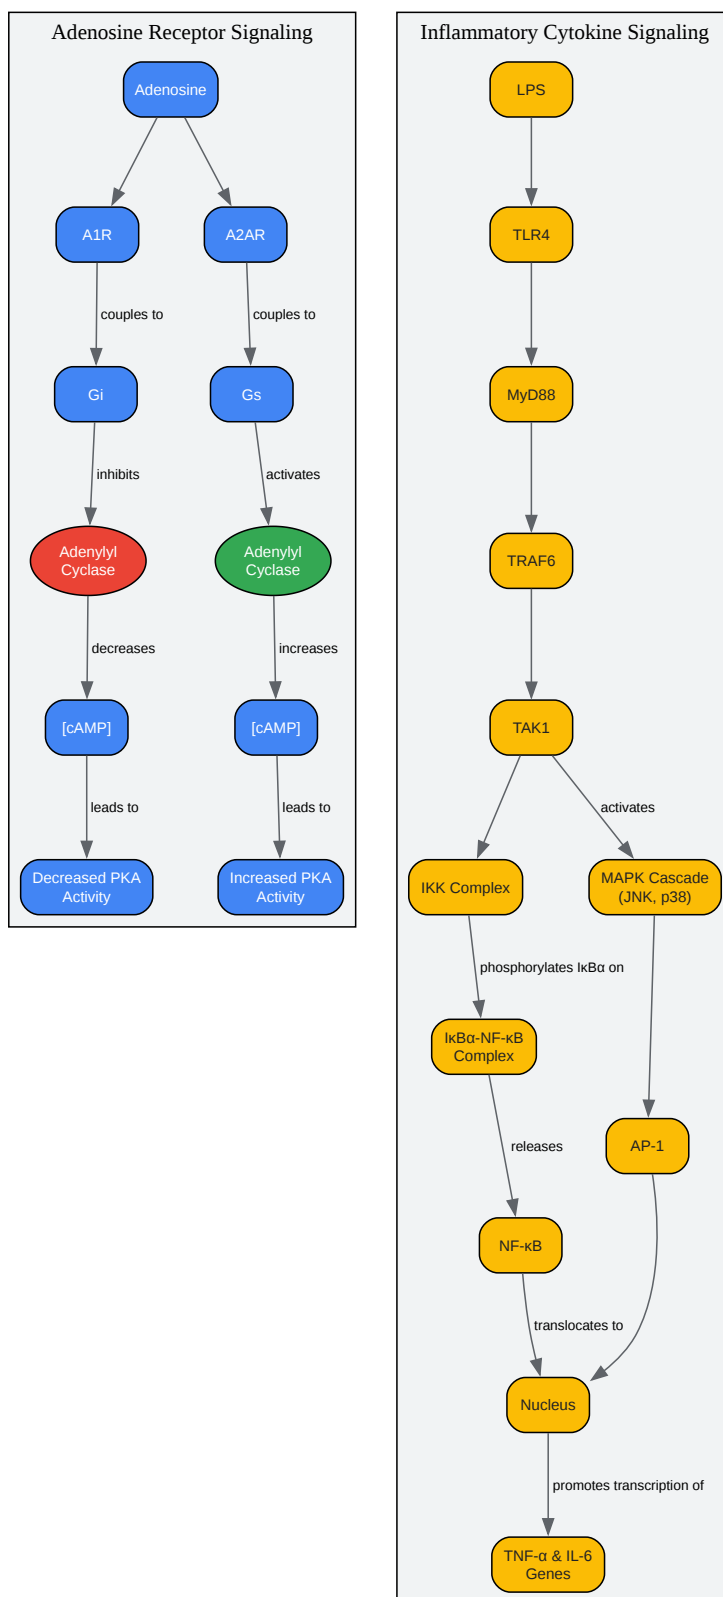 Adenosine Receptor Signaling
Adenosine
A1R
A2AR
couples to
couples to
Gi
Gs
inhibits
activates
Adenylyl
Cyclase
Adenylyl
Cyclase
decreases
increases
[cAMP]
[cAMP]
leads to
leads to
Decreased PKA
Activity
Increased PKA
Activity
Inflammatory Cytokine Signaling
LPS
TLR4
MyD88
TRAF6
TAK1
activates
IKK Complex
MAPK Cascade
(JNK, p38)
phosphorylates IκBα on
IκBα-NF-κB
Complex
releases
AP-1
NF-κB
translocates to
Nucleus
promotes transcription of
TNF-α & IL-6
Genes